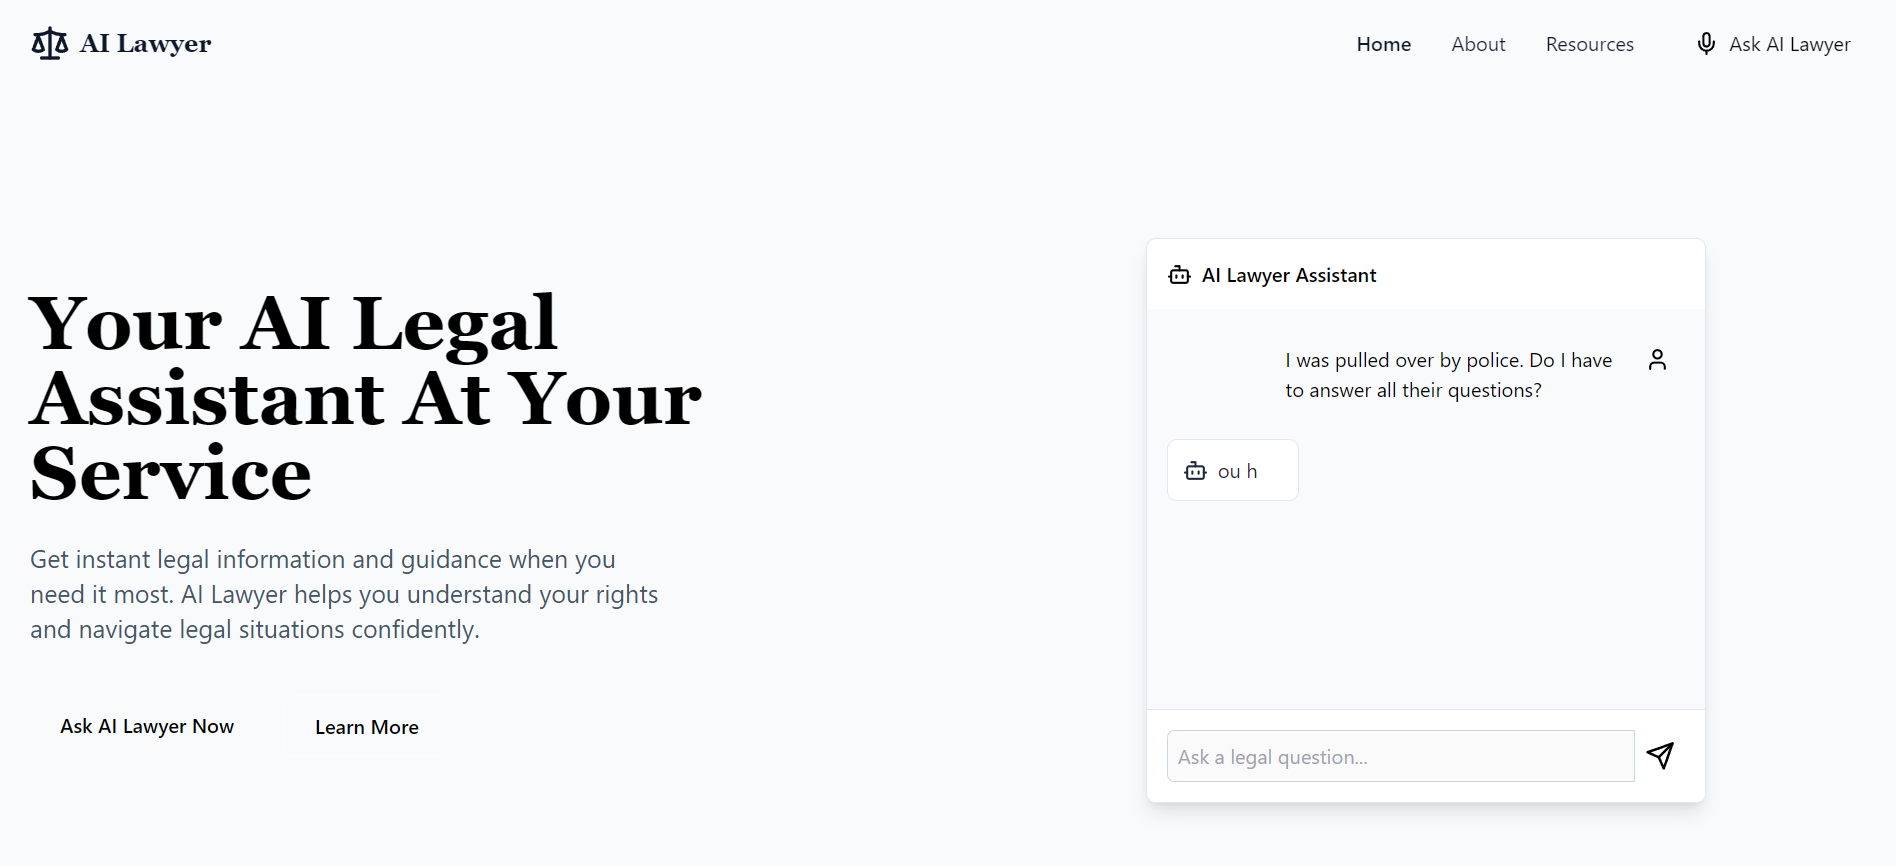 AI Lawyer
Home
About
Resources
Ask AI Lawyer
Your AI Legal
Assistant At Your
Service
Get instant legal information and guidance when you
need it most. AI Lawyer helps you understand your rights
and navigate legal situations confidently.
Ask AI Lawyer Now
Learn More
AI Lawyer Assistant
I was pulled over by police. Do I have
to answer all their questions?
ou h
Ask a legal question...